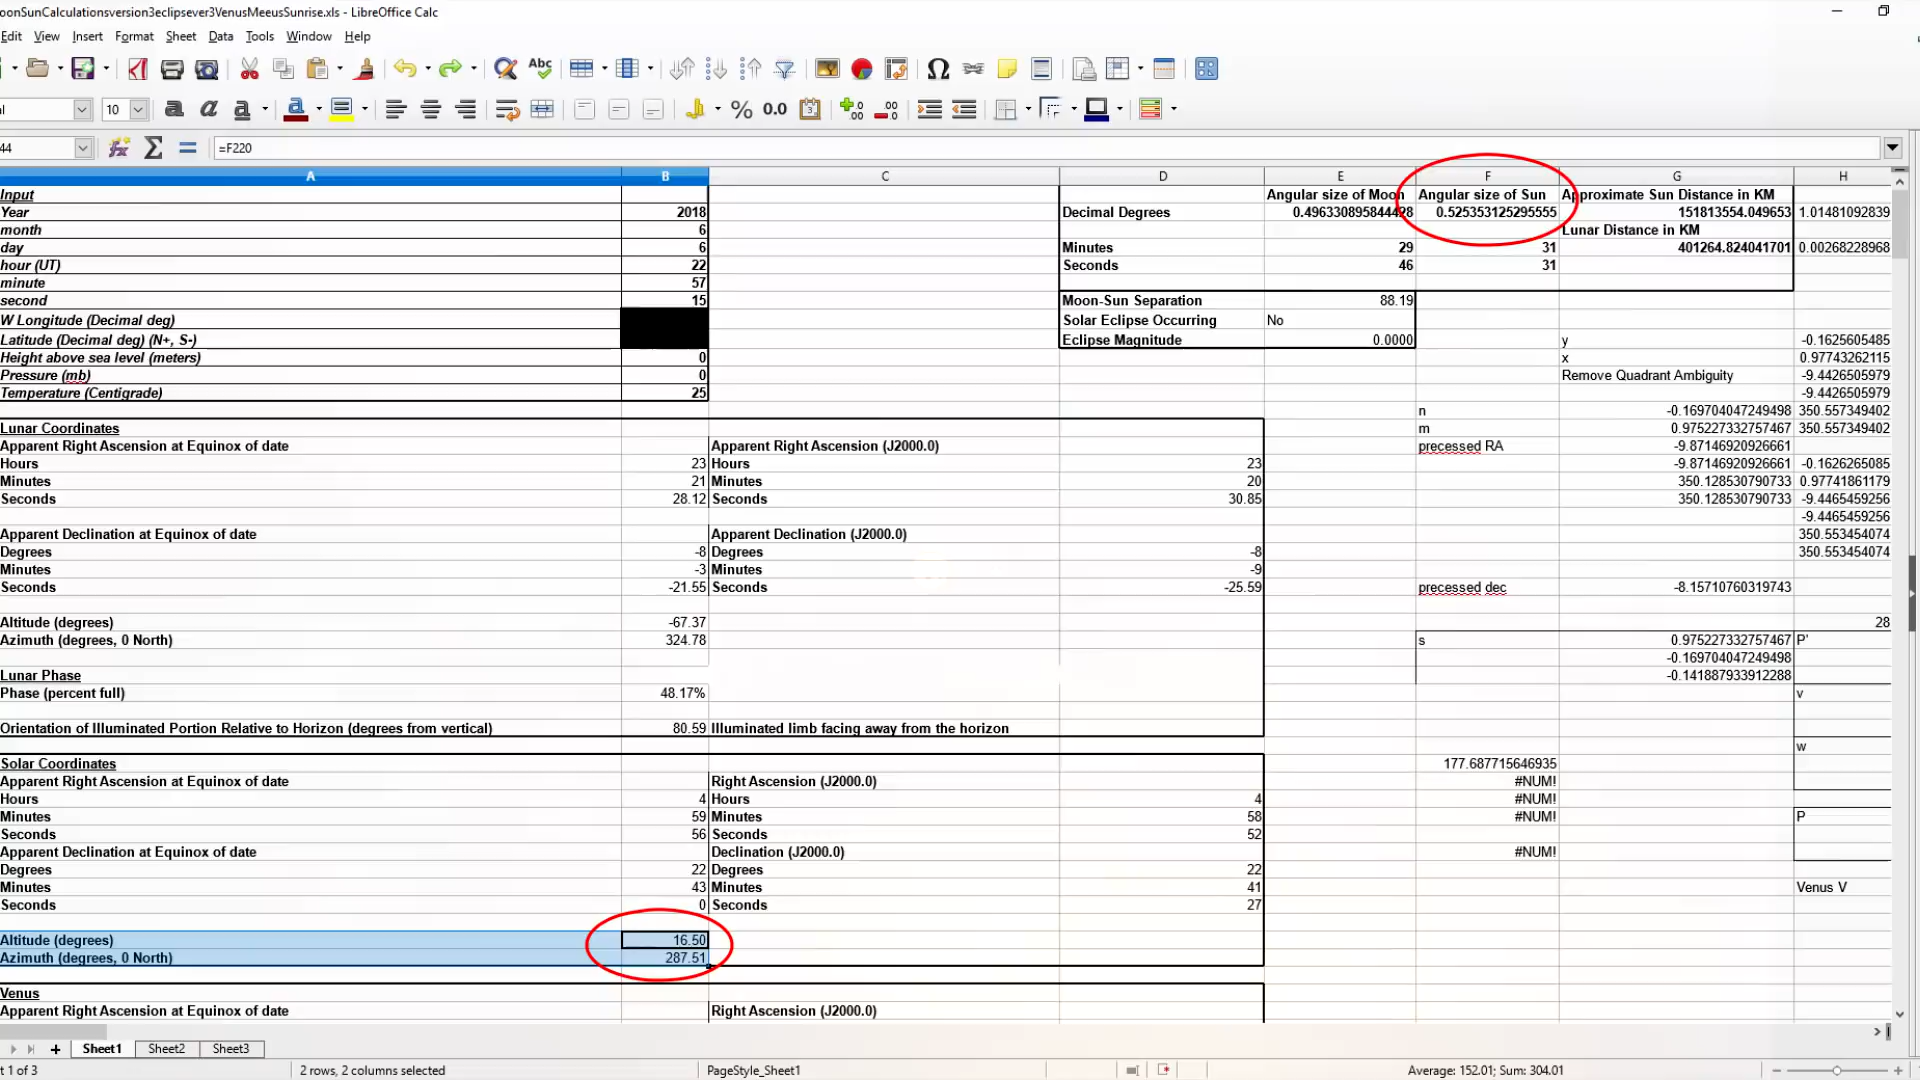 oonSunCalculationsversion3eclipsever3VenusMeeusSunrise.xls - LibreOffice Calc
Edit View Insert Format Sheet Data Tools Window Help
al 10
44 =F220
A B C D E F G H
Input Angular size of Moon Angular size of Sun Approximate Sun Distance in KM
Year 2018 Decimal Degrees 0.496330895844428 0.525353125295555 151813554.049653 1.01481092839
month 6 Lunar Distance in KM
day 6 Minutes 29 31 401264.824041701 0.00268228968
hour (UT) 22 Seconds 46 31
minute 57
second 15 Moon-Sun Separation 88.19
W Longitude (Decimal deg) Solar Eclipse Occurring No
Latitude (Decimal deg) (N+, S-) Eclipse Magnitude 0.0000 y -0.1625605485
Height above sea level (meters) 0 x 0.97743262115
Pressure (mb) 0 Remove Quadrant Ambiguity -9.4426505979
Temperature (Centigrade) 25 -9.4426505979
n -0.169704047249498 350.557349402
Lunar Coordinates m 0.975227332757467 350.557349402
Apparent Right Ascension at Equinox of date Apparent Right Ascension (J2000.0) precessed RA -9.87146920926661
Hours 23 Hours 23 -9.87146920926661 -0.1626265085
Minutes 21 Minutes 20 350.128530790733 0.97741861179
Seconds 28.12 Seconds 30.85 350.128530790733 -9.4465459256
-9.4465459256
Apparent Declination at Equinox of date Apparent Declination (J2000.0) 350.553454074
Degrees -8 Degrees -8 350.553454074
Minutes -3 Minutes -9
Seconds -21.55 Seconds -25.59 precessed dec -8.15710760319743
Altitude (degrees) -67.37 28
Azimuth (degrees, 0 North) 324.78 s 0.975227332757467 P'
-0.169704047249498
Lunar Phase -0.141887933912288
Phase (percent full) 48.17% v
Orientation of Illuminated Portion Relative to Horizon (degrees from vertical) 80.59 Illuminated limb facing away from the horizon
w
Solar Coordinates 177.687715646935
Apparent Right Ascension at Equinox of date Right Ascension (J2000.0) #NUM!
Hours 4 Hours 4 #NUM!
Minutes 59 Minutes 58 #NUM! P
Seconds 56 Seconds 52
Apparent Declination at Equinox of date Declination (J2000.0) #NUM!
Degrees 22 Degrees 22
Minutes 43 Minutes 41 Venus V
Seconds 0 Seconds 27
Altitude (degrees) 16.50
Azimuth (degrees, 0 North) 287.51
Venus
Apparent Right Ascension at Equinox of date Right Ascension (J2000.0)
Sheet1 Sheet2 Sheet3
t 1 of 3 2 rows, 2 columns selected PageStyle_Sheet1 Average: 152.01; Sum: 304.01